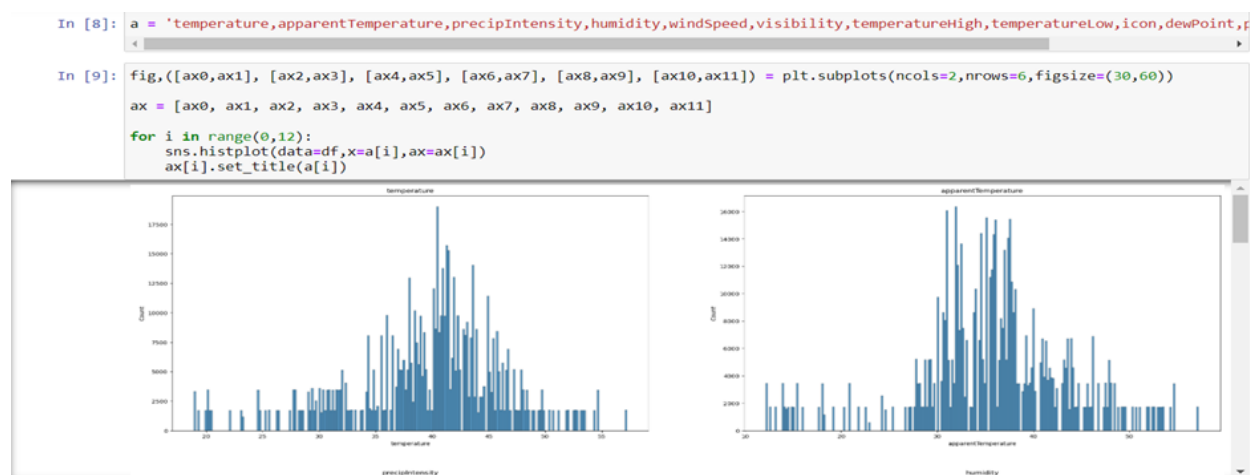 In [8]: a = 'temperature,apparentTemperature,precipIntensity,humidity,windSpeed,visibility,temperatureHigh,temperatureLow,icon,dewPoint,p
In [9]: fig,([ax0,ax1], [ax2,ax3], [ax4,ax5], [ax6,ax7], [ax8,ax9], [ax10,ax11]) = plt.subplots(ncols=2,nrows=6,figsize=(30,60))
ax = [ax0, ax1, ax2, ax3, ax4, ax5, ax6, ax7, ax8, ax9, ax10, ax11]
for i in range(0,12):
sns.histplot(data=df,x=a[i],ax=ax[i])
ax[i].set_title(a[i])
temperature
17500
15000
12500
10000
7500
5000
2500
0
Count
20 25 30 35 40 45 50 55
temperature
apparentTemperature
16000
14000
12000
10000
8000
6000
4000
2000
0
Count
10 20 30 40 50
apparentTemperature
precipIntensity
humidity